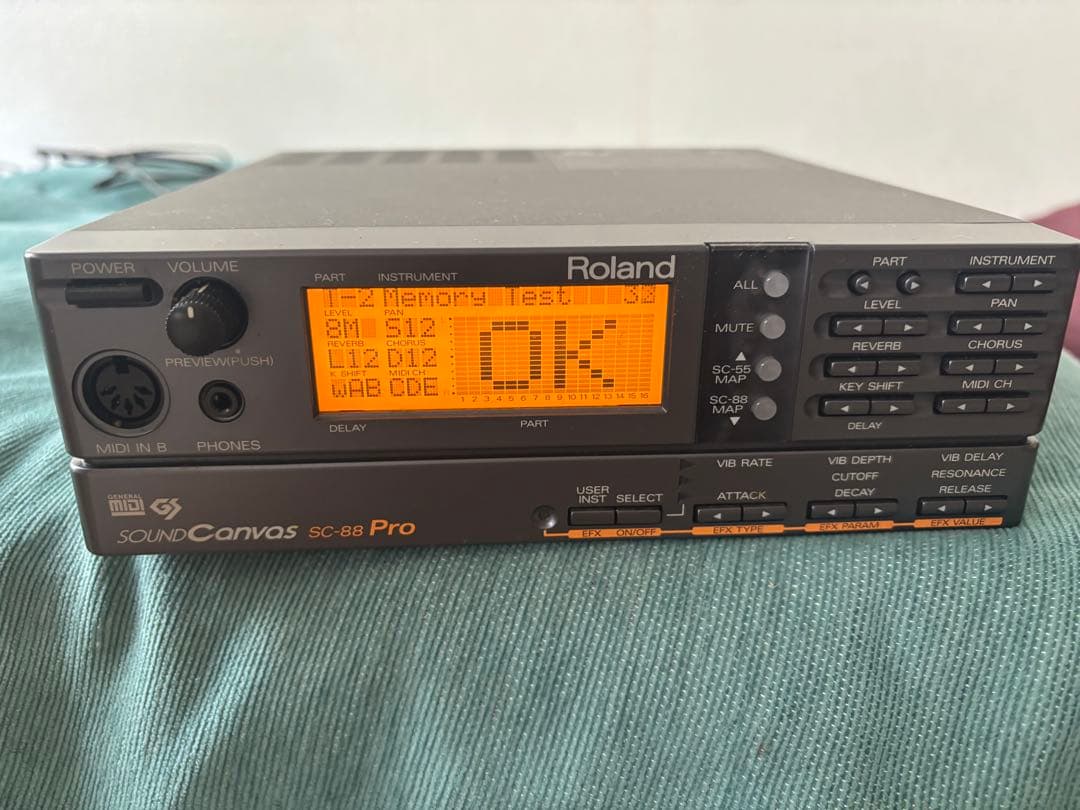 POWER
VOLUME
PREVIEW(PUSH)
MIDI IN B
PHONES
PART INSTRUMENT
Roland
1-2 Memory Test
LEVEL PAN
8M S12
REVERB CHORUS
L12 D12
K SHIFT MIDI CH
wAB CDE
OK
1 2 3 4 5 6 7 8 9 10 11 12 13 14 15 16
DELAY
PART
ALL
MUTE
SC-55
MAP
SC-88
MAP
PART INSTRUMENT
LEVEL PAN
REVERB CHORUS
KEY SHIFT MIDI CH
DELAY
GENERAL
MIDI GS
SOUND Canvas SC-88 Pro
USER
INST SELECT
EFX ON/OFF
VIB RATE
ATTACK
EFX TYPE
VIB DEPTH
CUTOFF
DECAY
EFX PARAM
VIB DELAY
RESONANCE
RELEASE
EFX VALUE